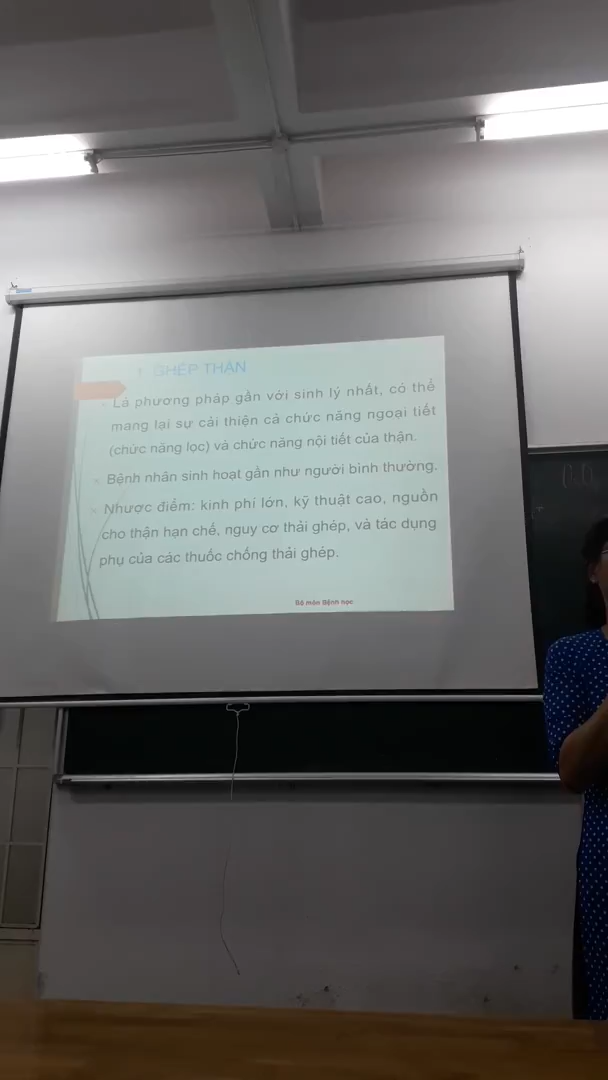 1. GHÉP THẬN
Là phương pháp gần với sinh lý nhất, có thể
mang lại sự cải thiện cả chức năng ngoại tiết
(chức năng lọc) và chức năng nội tiết của thận.
Bệnh nhân sinh hoạt gần như người bình thường.
Nhược điểm: kinh phí lớn, kỹ thuật cao, nguồn
cho thận hạn chế, nguy cơ thải ghép, và tác dụng
phụ của các thuốc chống thải ghép.
Bộ môn Bệnh học